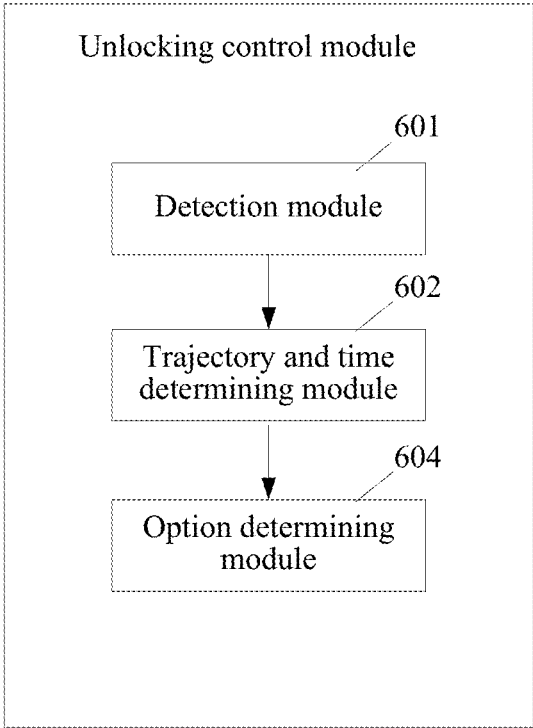 Unlocking control module
601
Detection module
602
Trajectory and time
determining module
604
Option determining
module